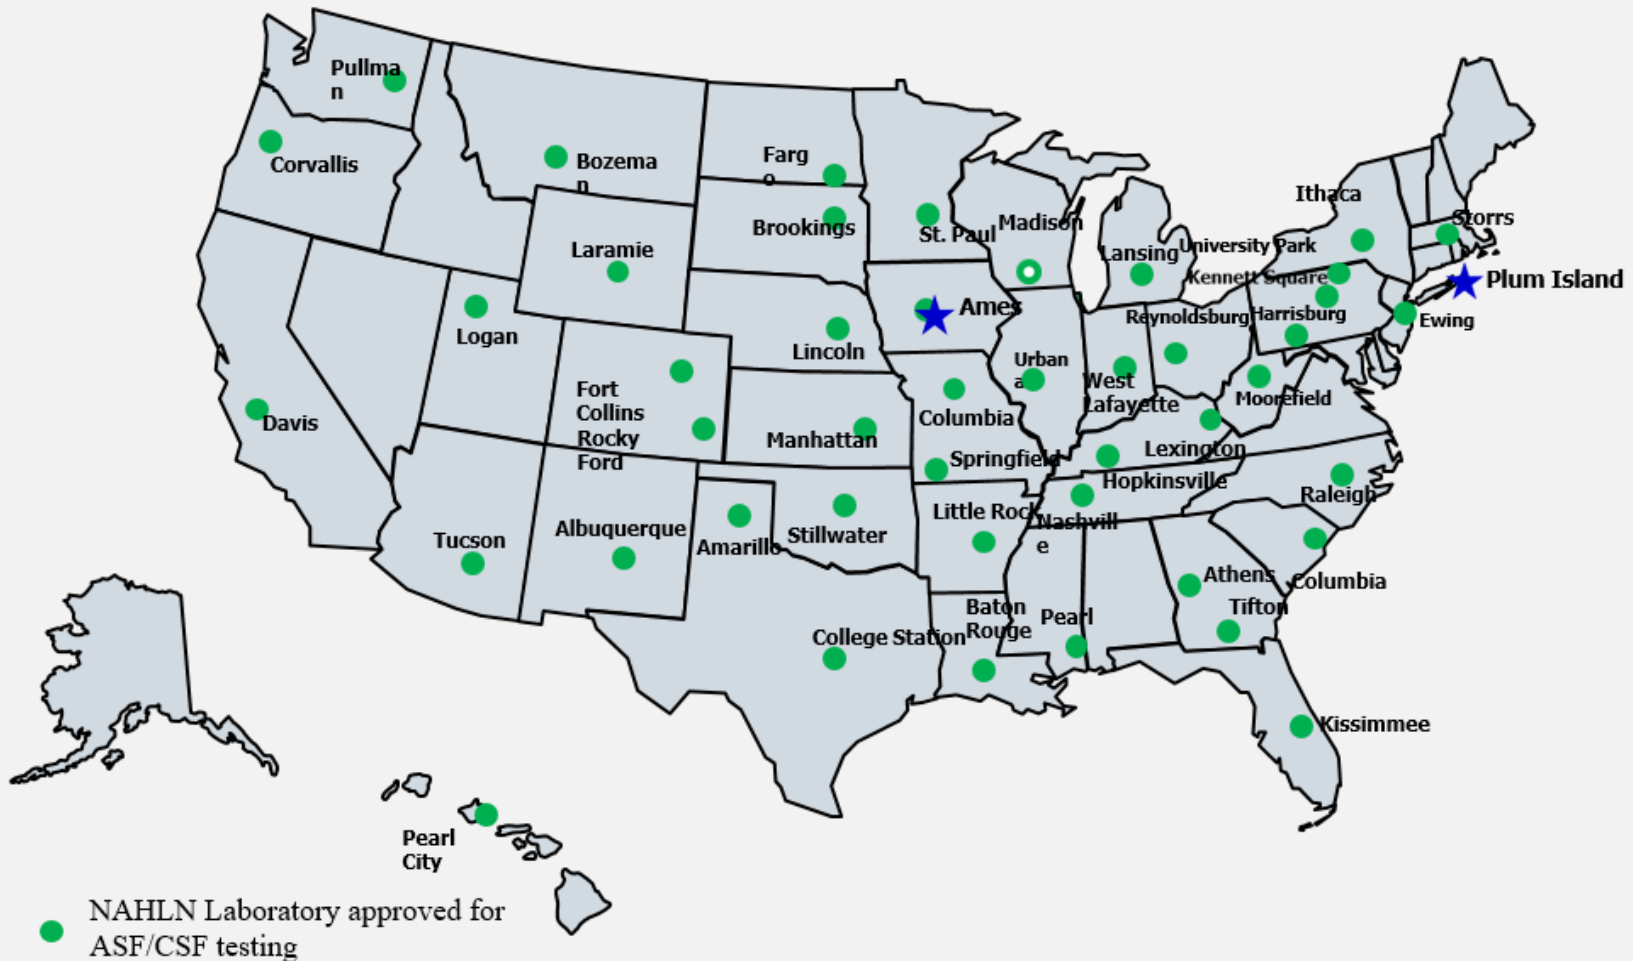 Pullma
n
Corvallis
Bozema
n
Farg
o
Brookings
St. Paul
Madison
Lansing
Ithaca
Storrs
University Park
Kennett Square
Plum Island
Laramie
Ames
Reynoldsburg
Harrisburg
Ewing
Logan
Lincoln
Urban
a
West
Lafayette
Moorefield
Fort
Collins
Rocky
Ford
Davis
Manhattan
Columbia
Springfield
Lexington
Hopkinsville
Raleigh
Tucson
Albuquerque
Amarillo
Stillwater
Little Rock
Nashvill
e
Athens
Columbia
Tifton
College Station
Baton
Rouge
Pearl
Kissimmee
Pearl
City
NAHLN Laboratory approved for
ASF/CSF testing